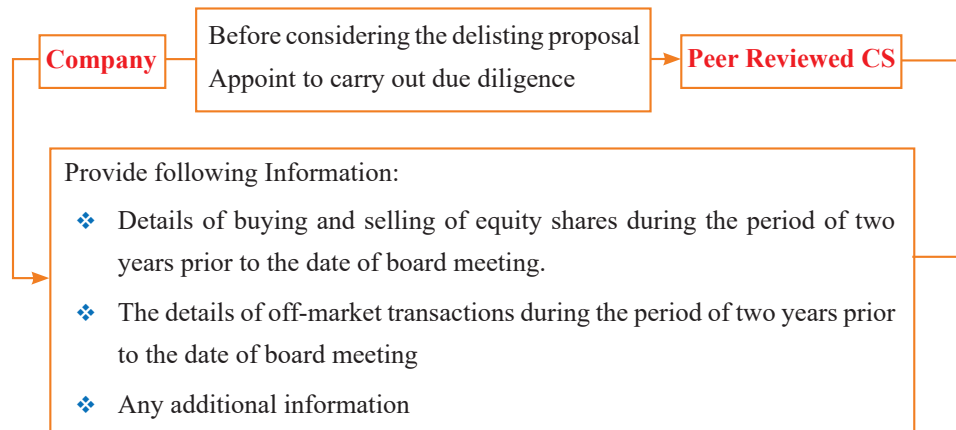 Company
Before considering the delisting proposal
Appoint to carry out due diligence
Peer Reviewed CS
Provide following Information:
❖ Details of buying and selling of equity shares during the period of two
years prior to the date of board meeting.
❖ The details of off-market transactions during the period of two years prior
to the date of board meeting
❖ Any additional information